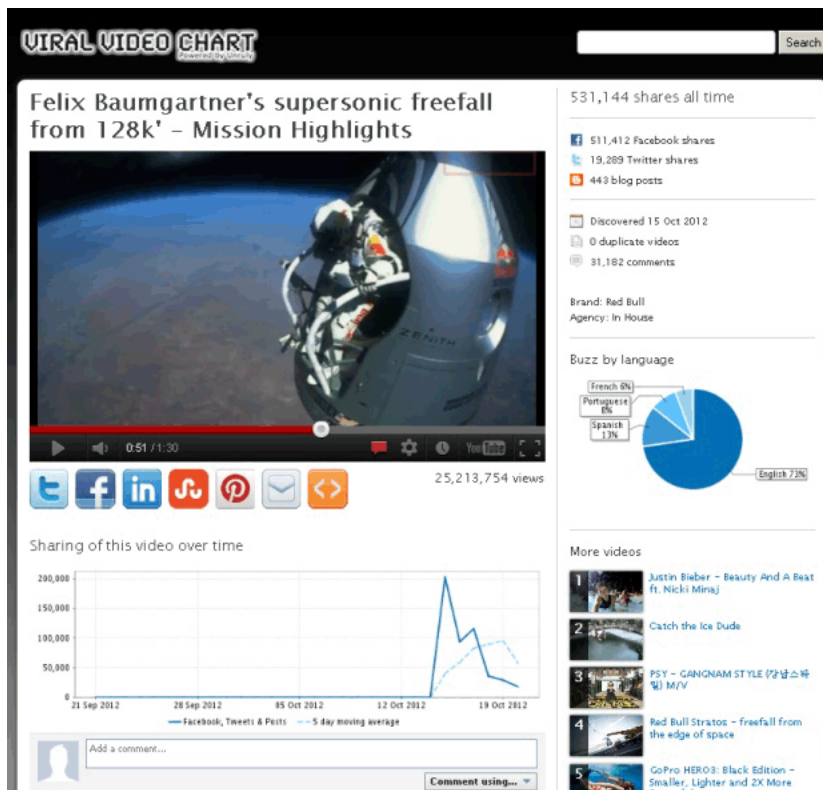 VIRAL VIDEO CHART
Powered by Unruly
Search
Felix Baumgartner's supersonic freefall
from 128k' - Mission Highlights
ZENITH
0:51 / 1:30
YouTube
25,213,754 views
Sharing of this video over time
200,000
150,000
100,000
50,000
0
21 Sep 2012
28 Sep 2012
05 Oct 2012
12 Oct 2012
19 Oct 2012
Facebook, Tweets & Posts
5 day moving average
Add a comment...
Comment using...
531,144 shares all time
511,412 Facebook shares
19,289 Twitter shares
443 blog posts
Discovered 15 Oct 2012
0 duplicate videos
31,182 comments
Brand: Red Bull
Agency: In House
Buzz by language
French 6%
Portuguese
8%
Spanish
13%
English 73%
More videos
1
Justin Bieber - Beauty And A Beat
ft. Nicki Minaj
2
Catch the Ice Dude
3
PSY - GANGNAM STYLE (강남스타
일) M/V
4
Red Bull Stratos - freefall from
the edge of space
5
GoPro HERO3: Black Edition -
Smaller, Lighter and 2X More